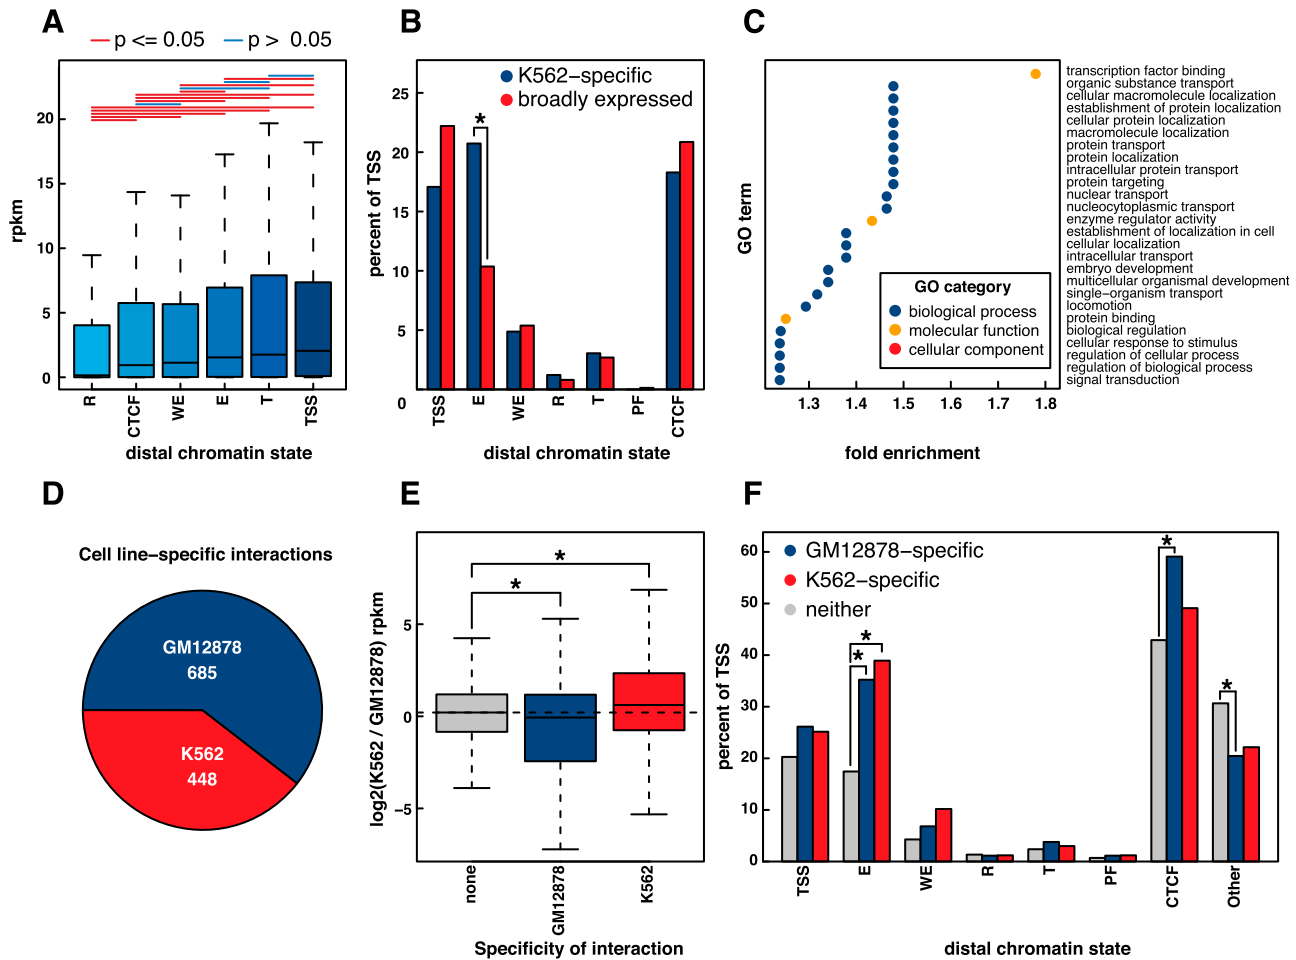 A
p <= 0.05
p > 0.05
rpkm
20
15
10
5
0
R
CTCF
WE
E
T
TSS
distal chromatin state
B
K562−specific
broadly expressed
*
percent of TSS
25
20
15
10
5
0
TSS
E
WE
R
T
PF
CTCF
distal chromatin state
C
GO term
transcription factor binding
organic substance transport
cellular macromolecule localization
establishment of protein localization
cellular protein localization
macromolecule localization
protein transport
protein localization
intracellular protein transport
protein targeting
nuclear transport
nucleocytoplasmic transport
enzyme regulator activity
establishment of localization in cell
cellular localization
intracellular transport
embryo development
multicellular organismal development
single−organism transport
locomotion
protein binding
biological regulation
cellular response to stimulus
regulation of cellular process
regulation of biological process
signal transduction
GO category
biological process
molecular function
cellular component
1.3
1.4
1.5
1.6
1.7
1.8
fold enrichment
D
Cell line−specific interactions
GM12878
685
K562
448
E
log2(K562 / GM12878) rpkm
*
*
5
0
−5
none
GM12878
K562
Specificity of interaction
F
GM12878−specific
K562−specific
neither
percent of TSS
60
50
40
30
20
10
0
*
*
*
*
TSS
E
WE
R
T
PF
CTCF
Other
distal chromatin state